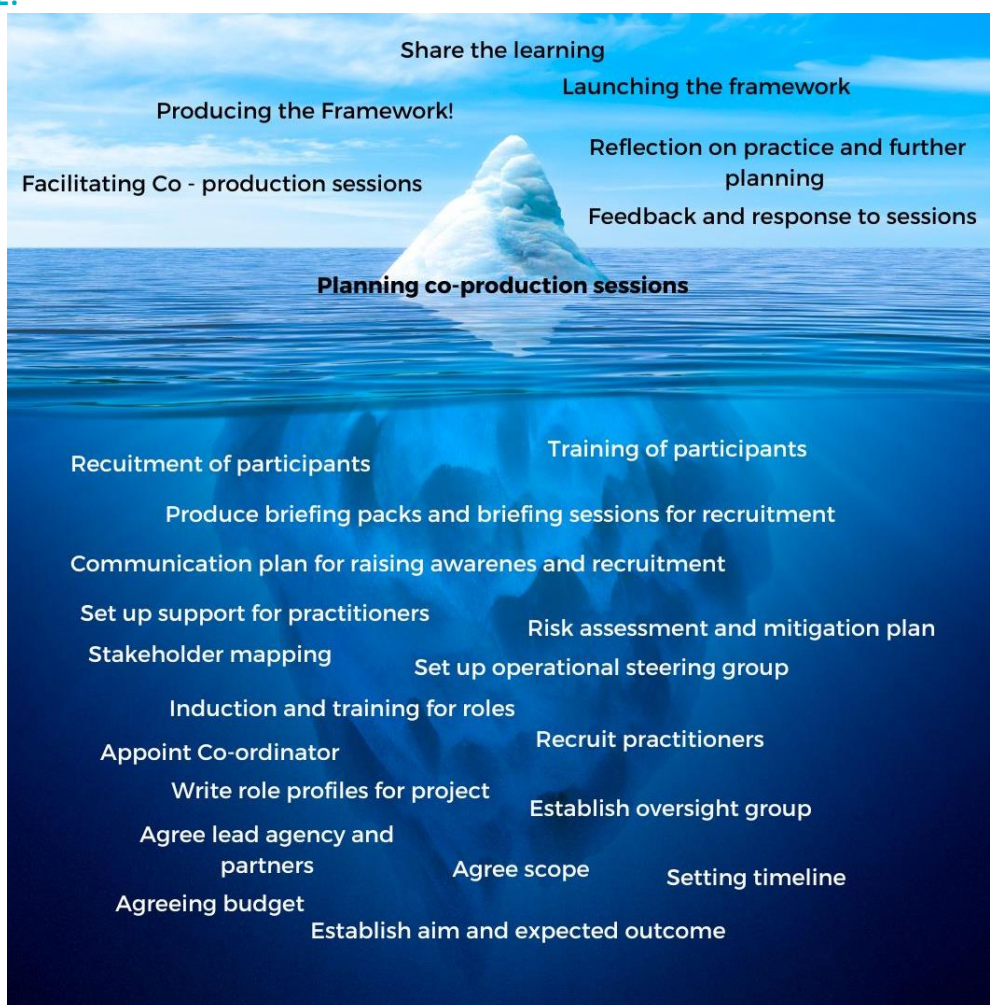 Share the learning
Launching the framework
Producing the Framework!
Reflection on practice and further
planning
Facilitating Co - production sessions
Feedback and response to sessions
Planning co-production sessions
Training of participants
Recuitment of participants
Produce briefing packs and briefing sessions for recruitment
Communication plan for raising awarenes and recruitment
Set up support for practitioners
Risk assessment and mitigation plan
Stakeholder mapping
Set up operational steering group
Induction and training for roles
Recruit practitioners
Appoint Co-ordinator
Write role profiles for project
Establish oversight group
Agree lead agency and
partners
Agree scope
Setting timeline
Agreeing budget
Establish aim and expected outcome